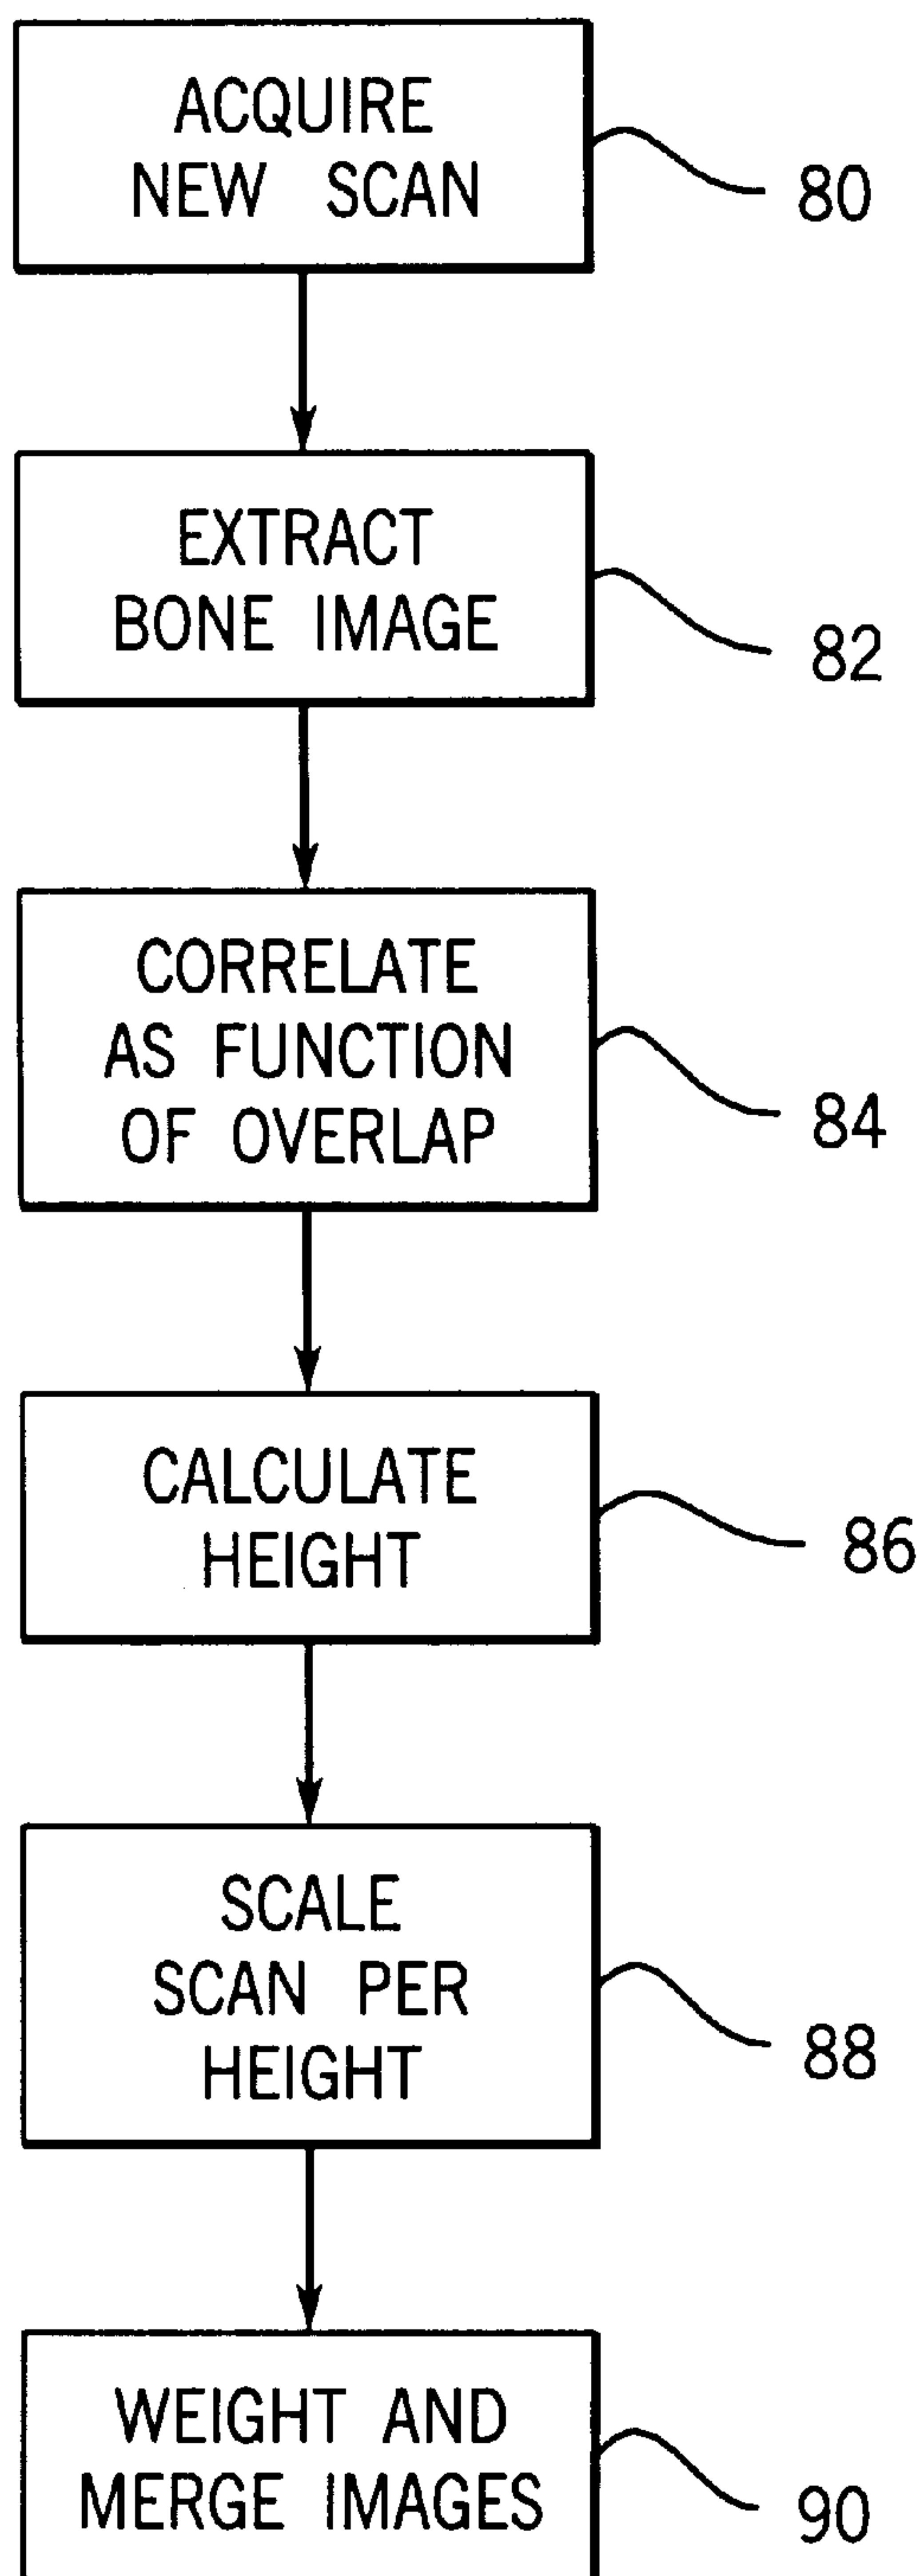 ACQUIRE
NEW SCAN
80
EXTRACT
BONE IMAGE
82
CORRELATE
AS FUNCTION
OF OVERLAP
84
CALCULATE
HEIGHT
86
SCALE
SCAN PER
HEIGHT
88
WEIGHT AND
MERGE IMAGES
90